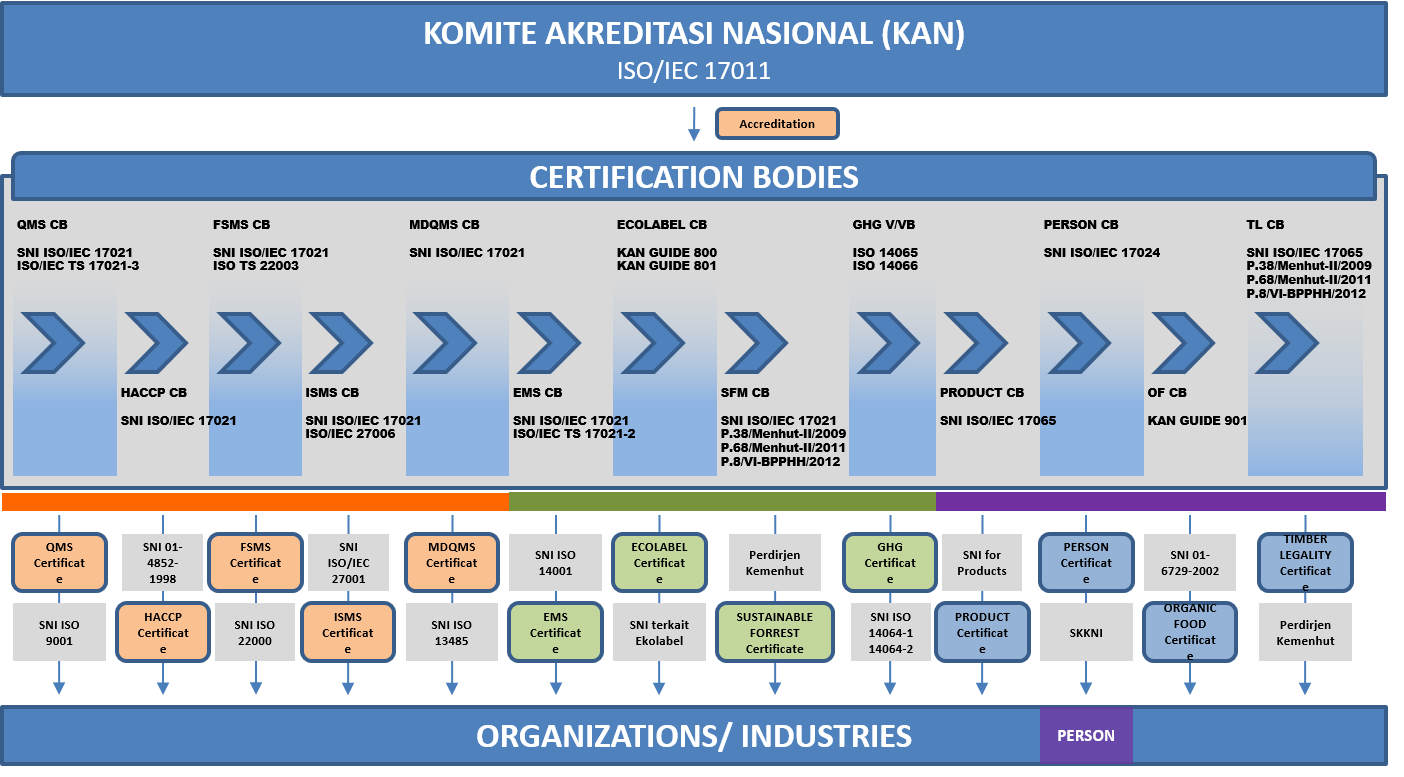 KOMITE AKREDITASI NASIONAL (KAN)
ISO/IEC 17011
Accreditation
CERTIFICATION BODIES
QMS CB
SNI ISO/IEC 17021
ISO/IEC TS 17021-3
FSMS CB
SNI ISO/IEC 17021
ISO TS 22003
MDQMS CB
SNI ISO/IEC 17021
ECOLABEL CB
KAN GUIDE 800
KAN GUIDE 801
GHG V/VB
ISO 14065
ISO 14066
PERSON CB
SNI ISO/IEC 17024
TL CB
SNI ISO/IEC 17065
P.38/Menhut-II/2009
P.68/Menhut-II/2011
P.8/VI-BPPHH/2012
HACCP CB
SNI ISO/IEC 17021
ISMS CB
SNI ISO/IEC 17021
ISO/IEC 27006
EMS CB
SNI ISO/IEC 17021
ISO/IEC TS 17021-2
SFM CB
SNI ISO/IEC 17021
P.38/Menhut-II/2009
P.68/Menhut-II/2011
P.8/VI-BPPHH/2012
PRODUCT CB
SNI ISO/IEC 17065
OF CB
KAN GUIDE 901
QMS
Certificat
e
SNI 01-
4852-
1998
FSMS
Certificat
e
SNI
ISO/IEC
27001
MDQMS
Certificat
e
SNI ISO
14001
ECOLABEL
Certificat
e
Perdirjen
Kemenhut
GHG
Certificat
e
SNI for
Products
PERSON
Certificat
e
SNI 01-
6729-2002
TIMBER
LEGALITY
Certificat
e
SNI ISO
9001
HACCP
Certificat
e
SNI ISO
22000
ISMS
Certificat
e
SNI ISO
13485
EMS
Certificat
e
SNI terkait
Ekolabel
SUSTAINABLE
FORREST
Certificate
SNI ISO
14064-1
14064-2
PRODUCT
Certificat
e
SKKNI
ORGANIC
FOOD
Certificat
e
Perdirjen
Kemenhut
ORGANIZATIONS/ INDUSTRIES
PERSON